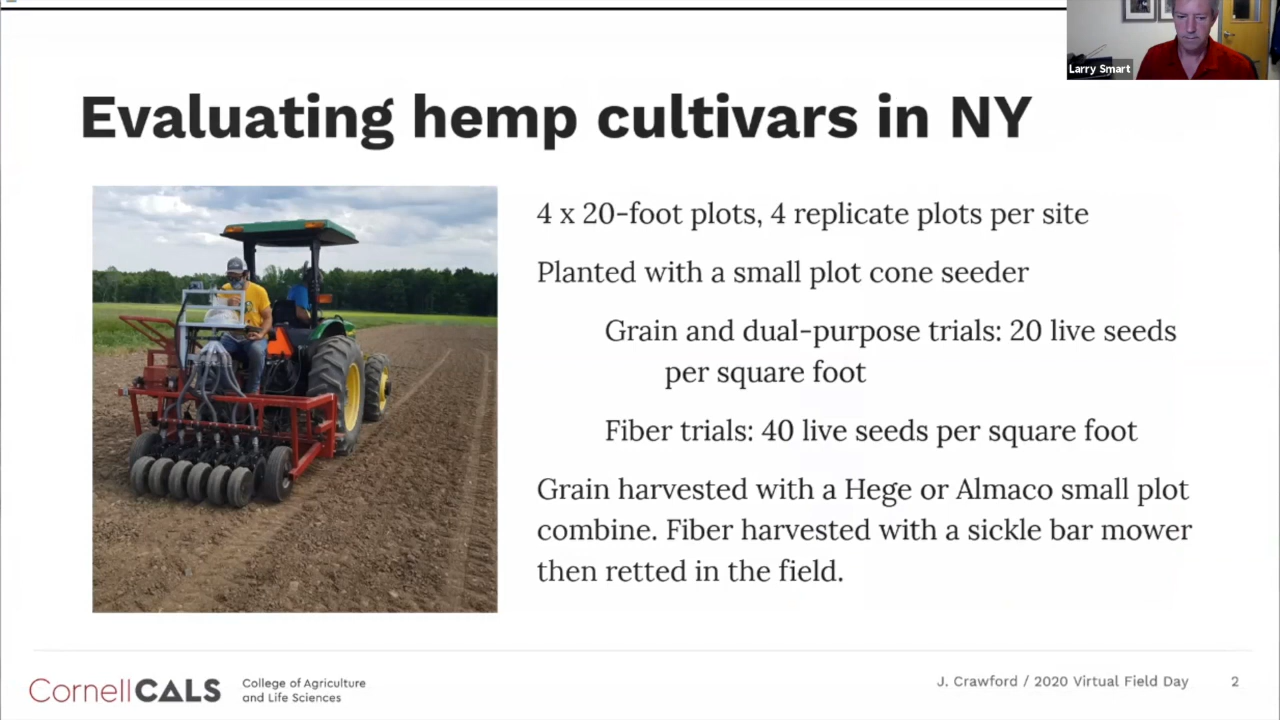 Larry Smart
Evaluating hemp cultivars in NY
4 x 20-foot plots, 4 replicate plots per site
Planted with a small plot cone seeder
Grain and dual-purpose trials: 20 live seeds
per square foot
Fiber trials: 40 live seeds per square foot
Grain harvested with a Hege or Almaco small plot
combine. Fiber harvested with a sickle bar mower
then retted in the field.
CornellCALS
College of Agriculture
and Life Sciences
J. Crawford / 2020 Virtual Field Day
2